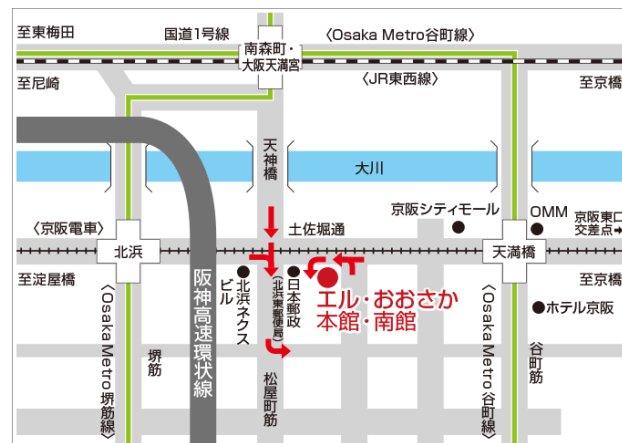 至東梅田
国道1号線
南森町・
大阪天満宮
〈Osaka Metro谷町線〉
至尼崎
〈JR東西線〉
至京橋
天神橋
大川
京阪シティモール
OMM
京阪東口
交差点➡
〈京阪電車〉
北浜
土佐堀通
天満橋
至淀屋橋
至京橋
阪神高速環状線
北浜ネクス
ビル
日本郵政
(北浜東郵便局)
エル・おおさか
本館・南館
ホテル京阪
〈Osaka Metro堺筋線〉
堺筋
松屋町筋
〈Osaka Metro谷町線〉
谷町筋